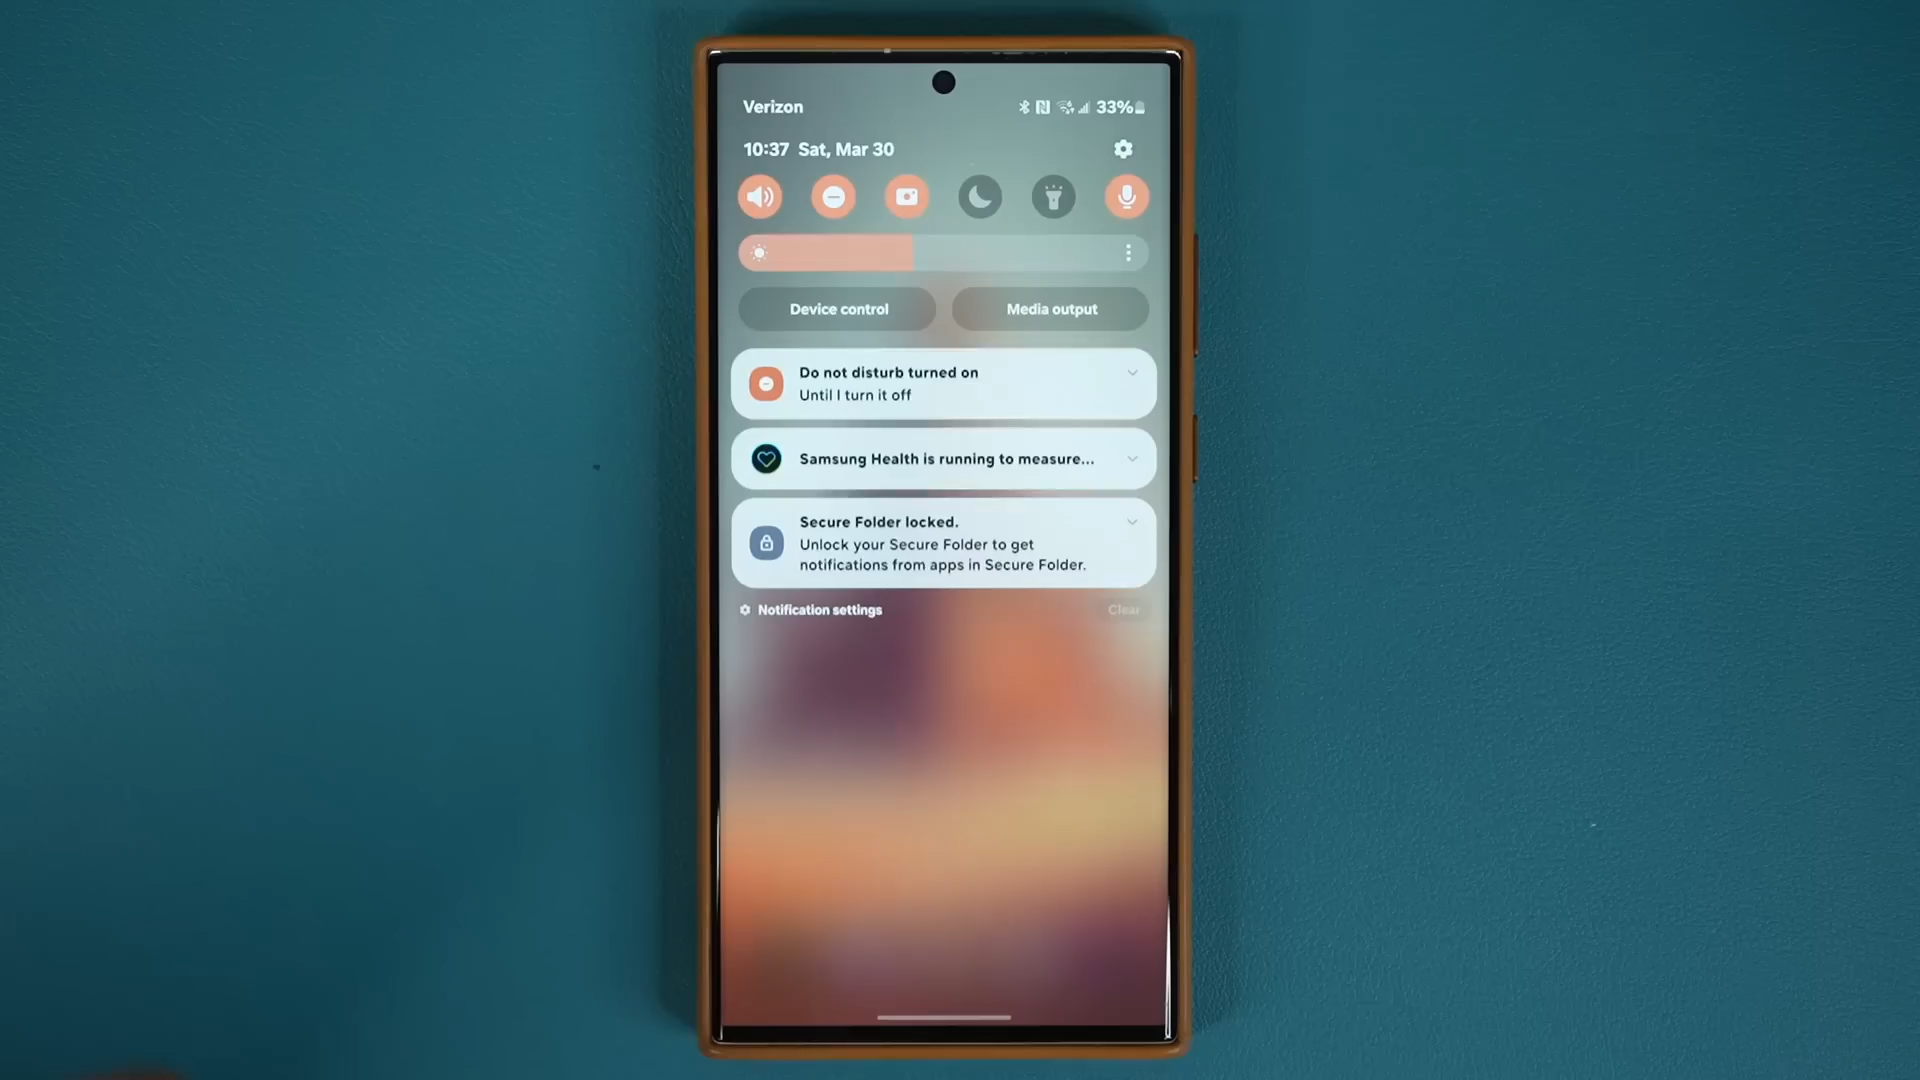 Verizon
33%
10:37 Sat, Mar 30
Device control
Media output
Do not disturb turned on
Until I turn it off
Samsung Health is running to measure...
Secure Folder locked.
Unlock your Secure Folder to get
notifications from apps in Secure Folder.
Notification settings
Clear